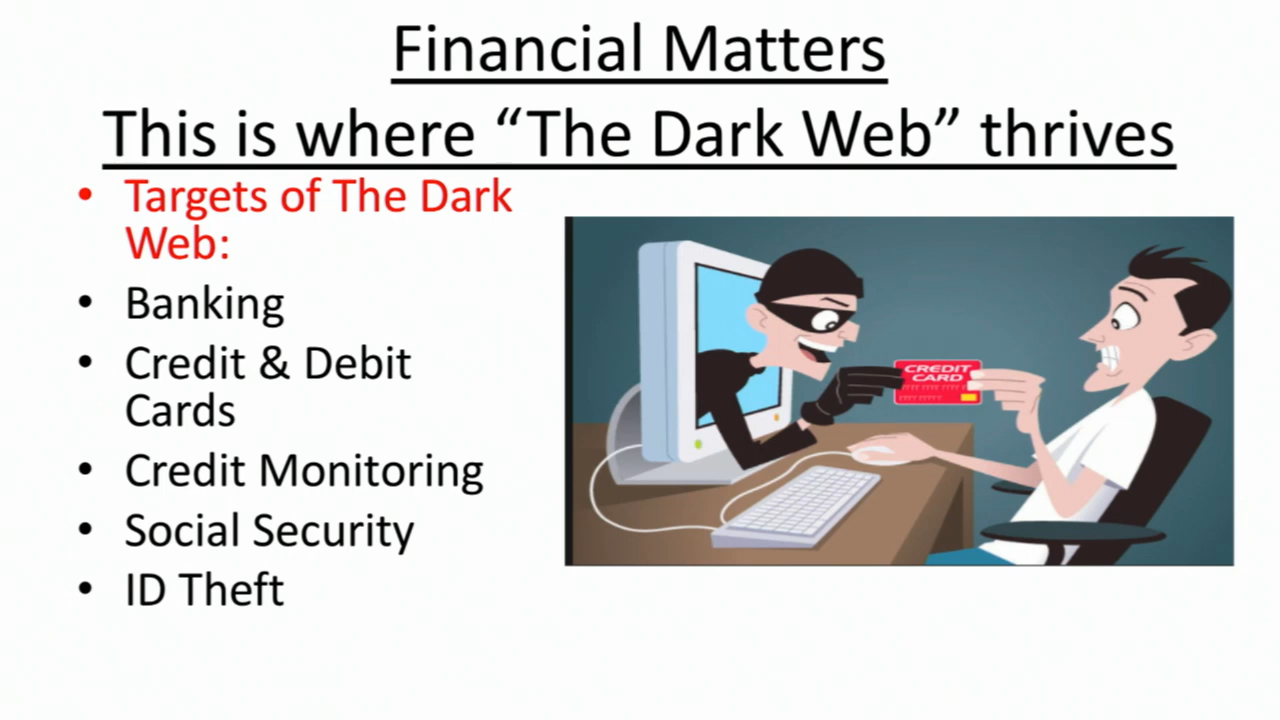 Financial Matters
This is where “The Dark Web” thrives
• Targets of The Dark
Web:
• Banking
• Credit & Debit
Cards
• Credit Monitoring
• Social Security
• ID Theft
CREDIT
CARD